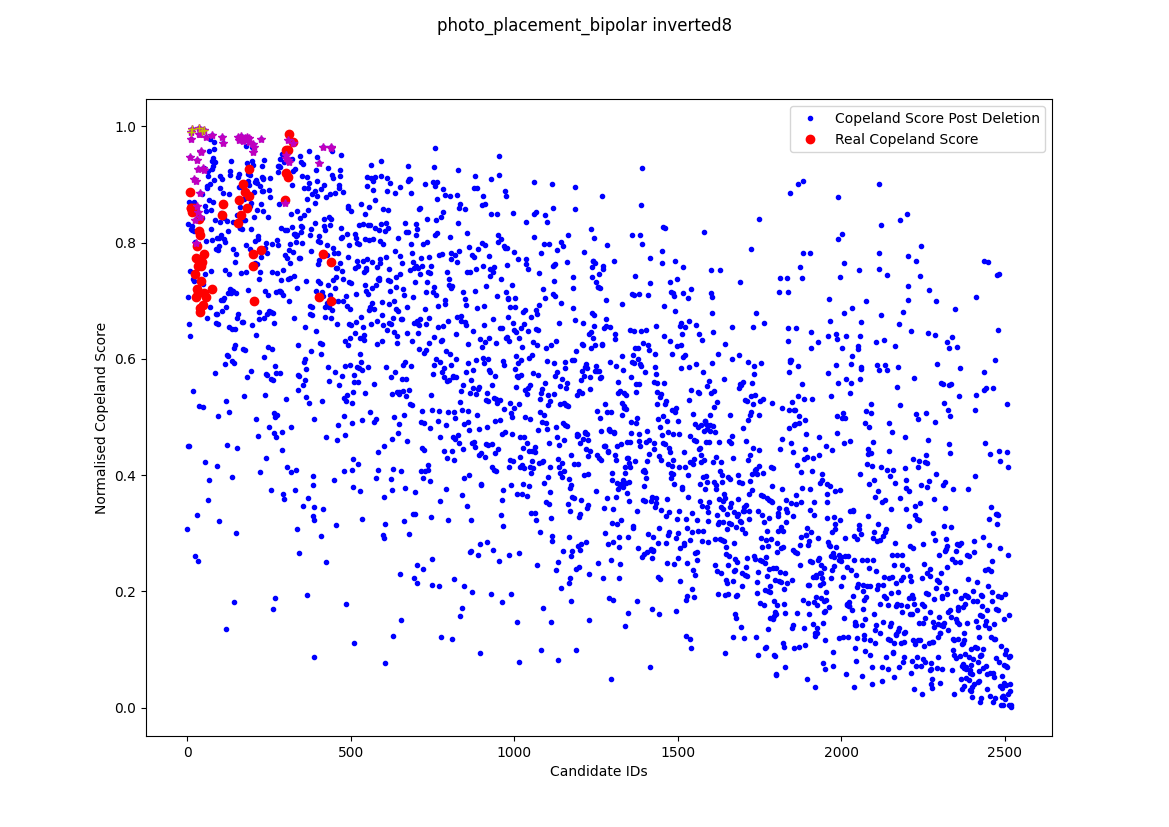 photo_placement_bipolar inverted8
Copeland Score Post Deletion
Real Copeland Score
Normalised Copeland Score
1.0
0.8
0.6
0.4
0.2
0.0
0
500
1000
1500
2000
2500
Candidate IDs